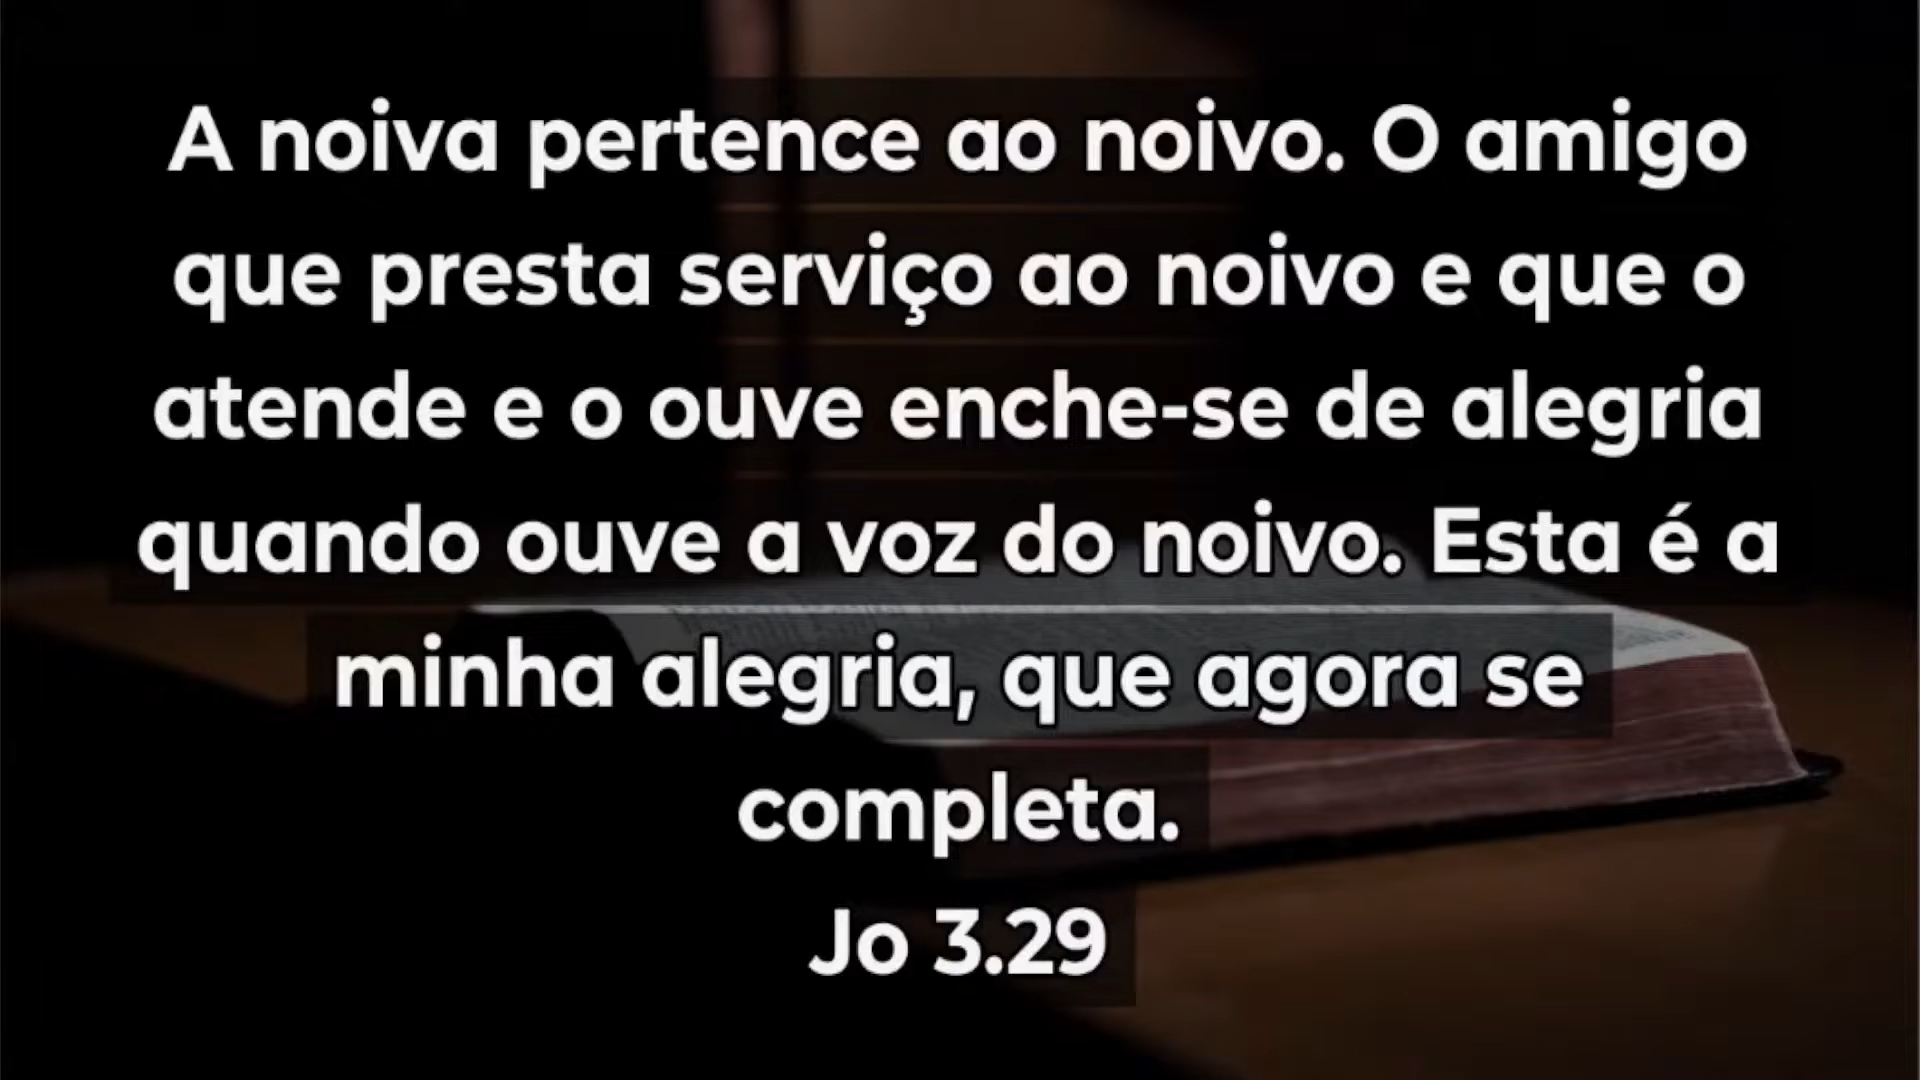 A noiva pertence ao noivo. O amigo
que presta serviço ao noivo e que o
atende e o ouve enche-se de alegria
quando ouve a voz do noivo. Esta é a
minha alegria, que agora se
completa.
Jo 3.29